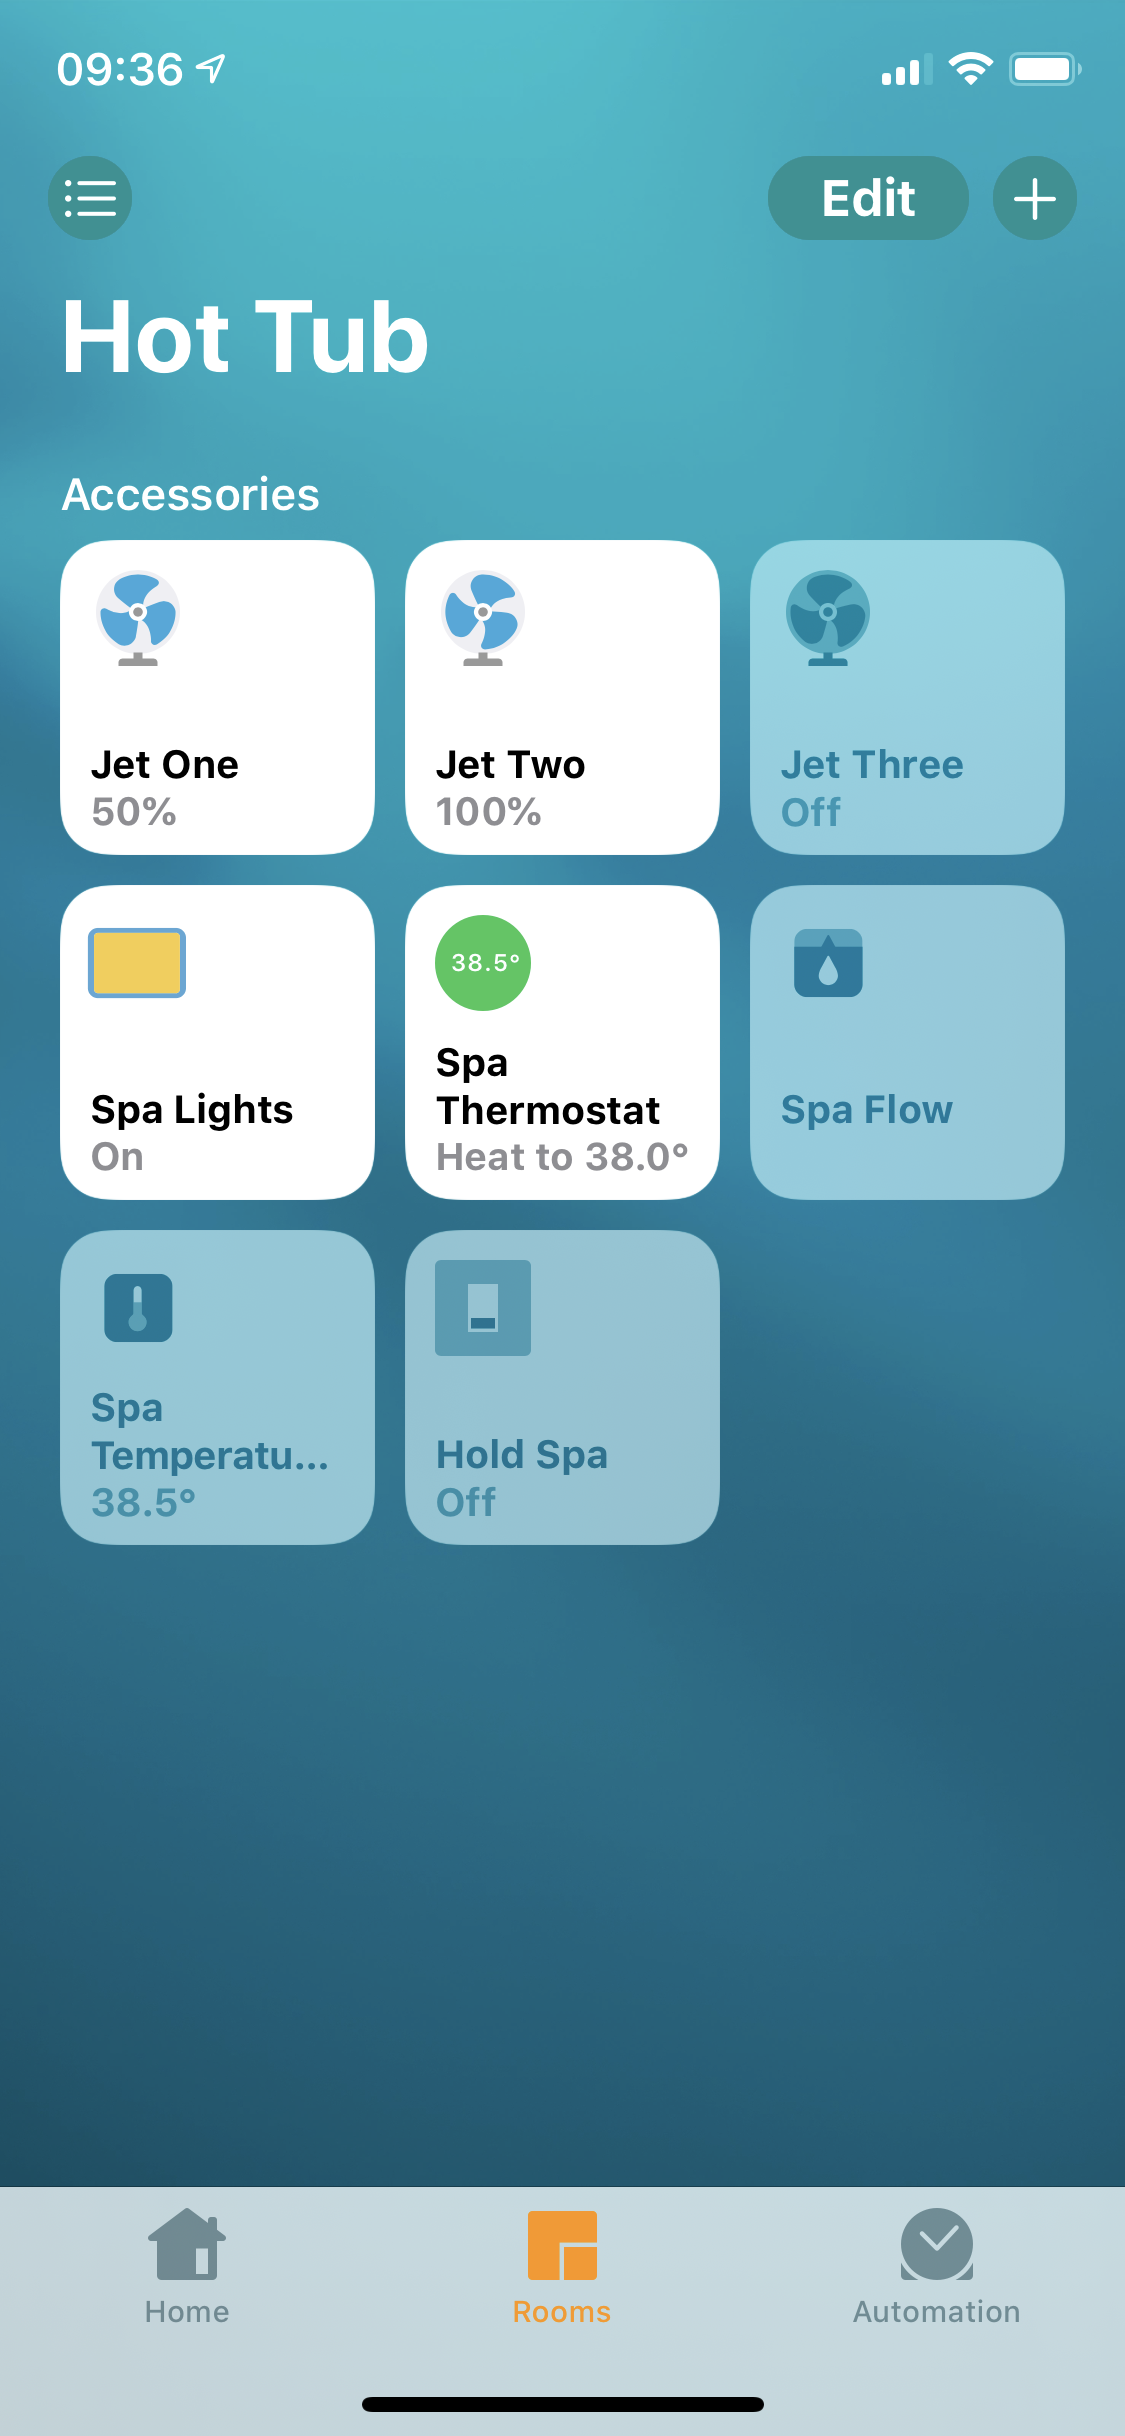 09:36
Edit
Hot Tub
Accessories
Jet One
50%
Jet Two
100%
Jet Three
Off
Spa Lights
On
38.5°
Spa
Thermostat
Heat to 38.0°
Spa Flow
Spa
Temperatu...
38.5°
Hold Spa
Off
Home
Rooms
Automation